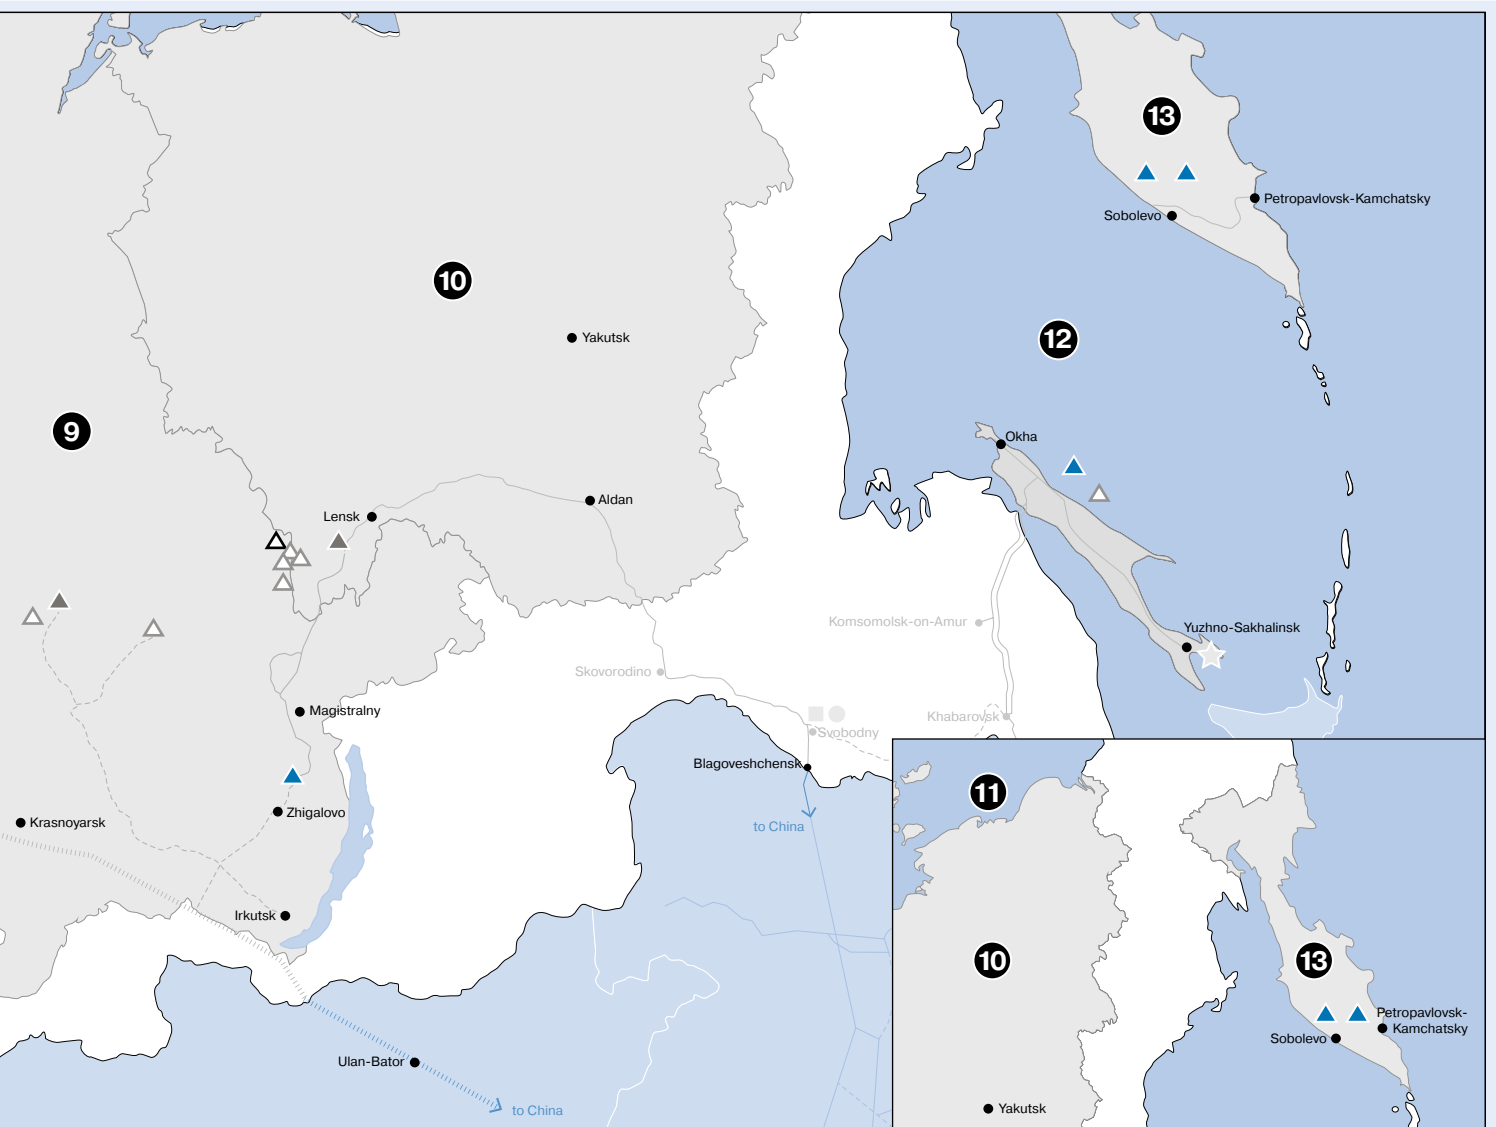 13
Petropavlovsk-Kamchatsky
Sobolevo
10
12
Yakutsk
9
Okha
Aldan
Lensk
Komsomolsk-on-Amur
Yuzhno-Sakhalinsk
Skovorodino
Magistralny
Khabarovsk
Svobodny
Blagoveshchensk
11
Zhigalovo
Krasnoyarsk
to China
Irkutsk
10
13
Petropavlovsk-
Kamchatsky
Sobolevo
Ulan-Bator
to China
Yakutsk